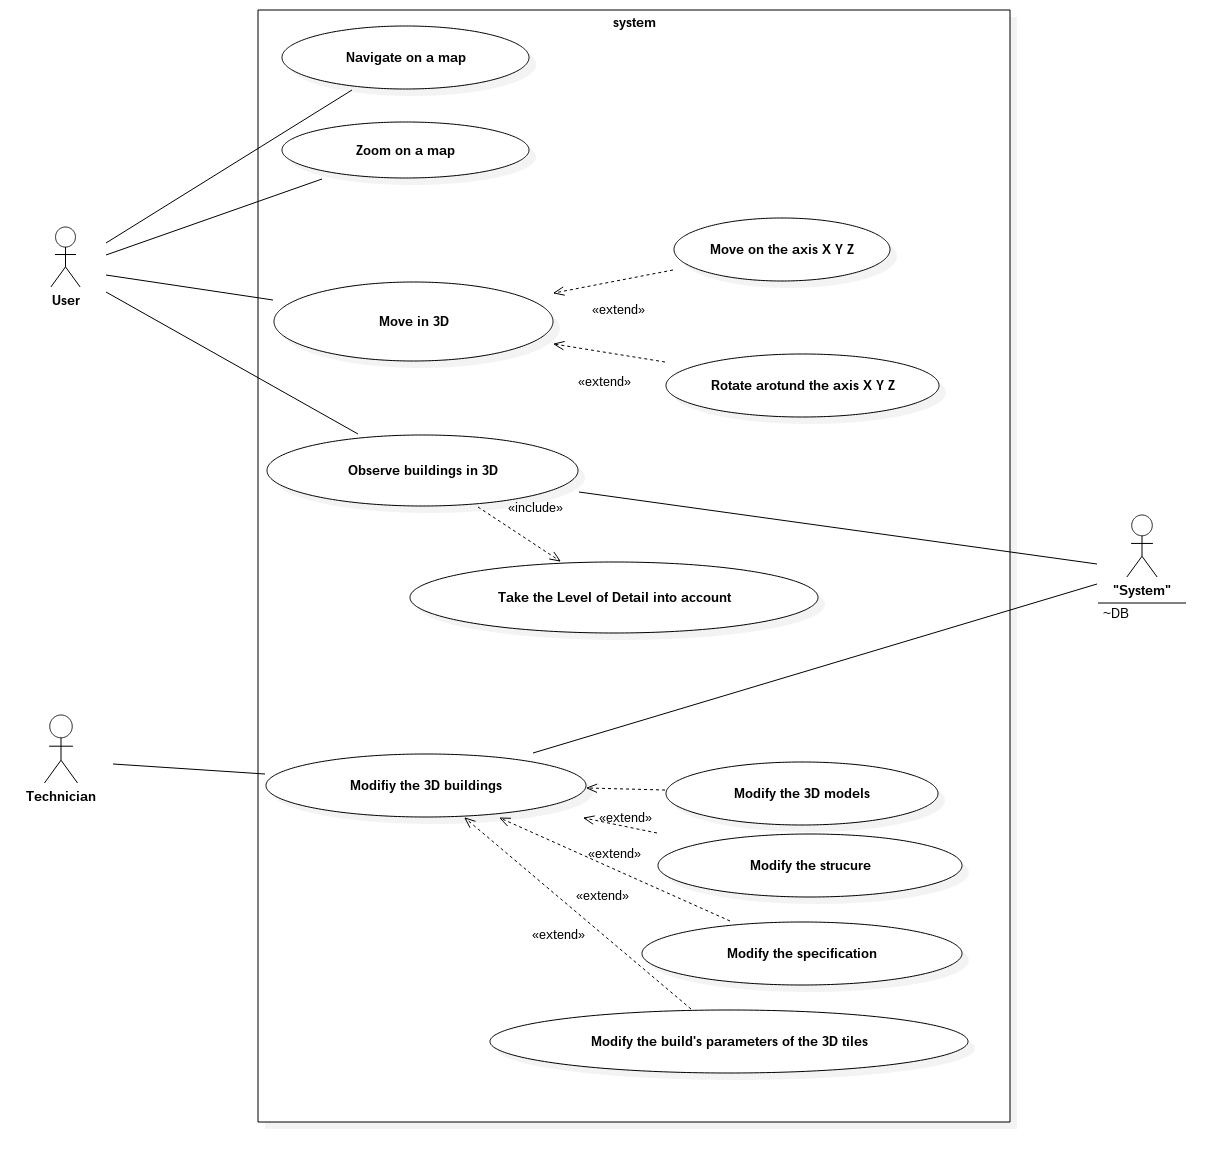 system
Navigate on a map
Zoom on a map
User
Move in 3D
Move on the axis X Y Z
«extend»
«extend»
Rotate arotund the axis X Y Z
Observe buildings in 3D
«include»
Take the Level of Detail into account
"System"
~DB
Technician
Modifiy the 3D buildings
Modify the 3D models
«extend»
«extend»
Modify the strucure
«extend»
«extend»
Modify the specification
Modify the build's parameters of the 3D tiles